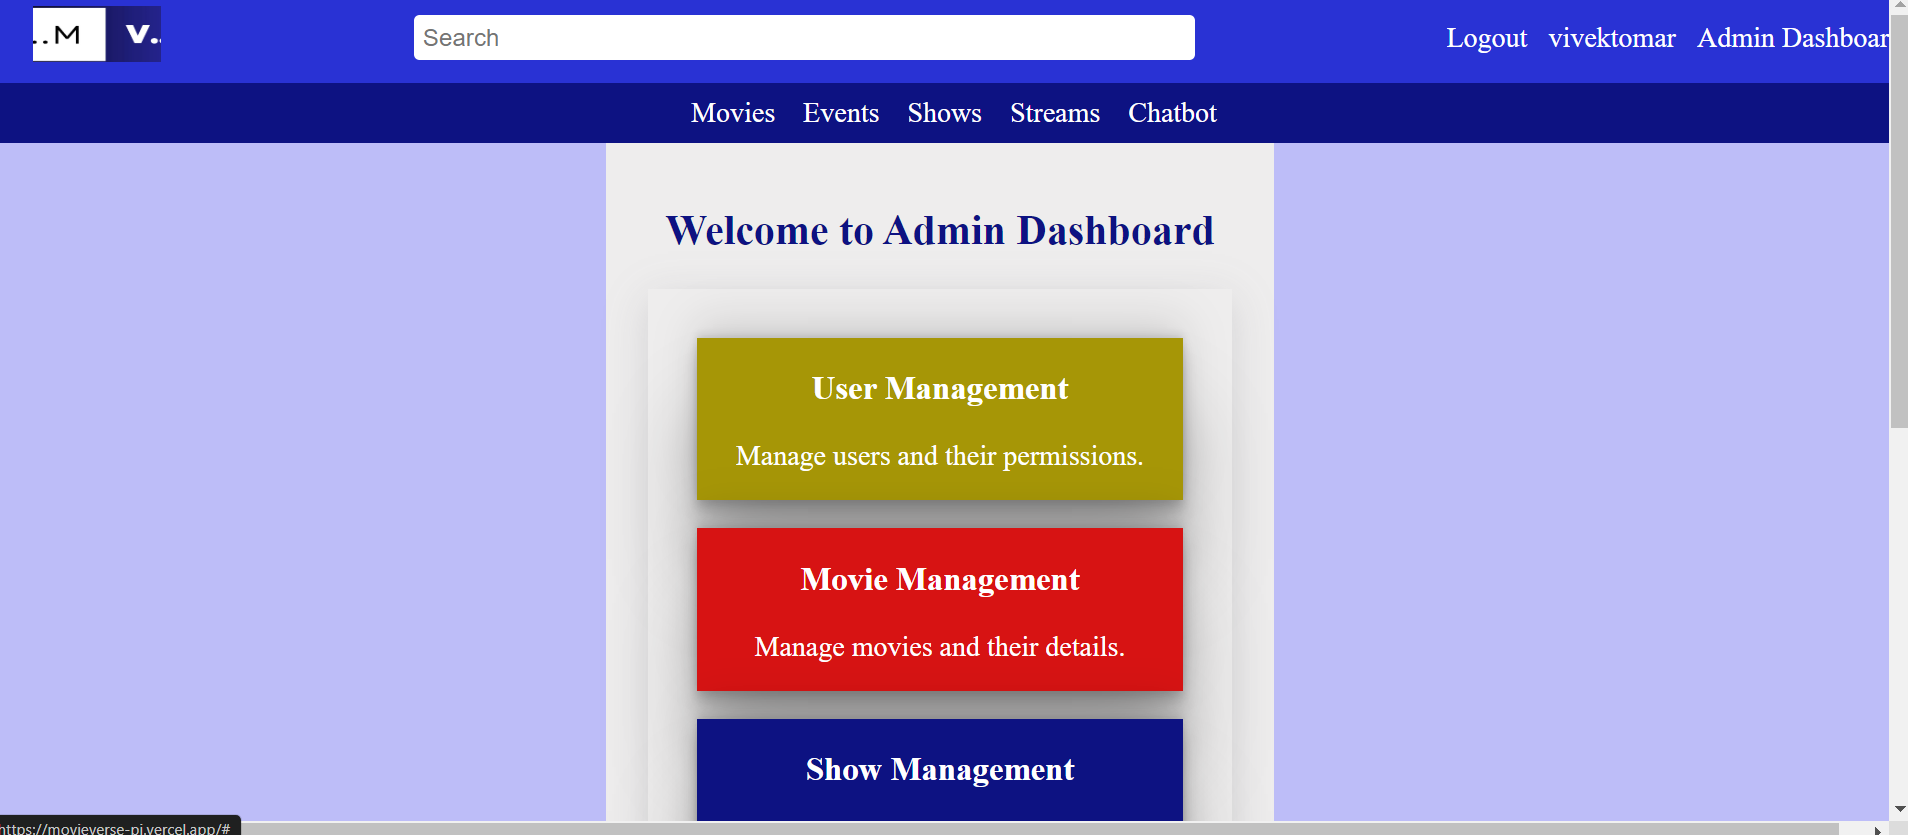 ..M V..
Search
Logout vivektomar Admin Dashboar
Movies Events Shows Streams Chatbot
Welcome to Admin Dashboard
User Management
Manage users and their permissions.
Movie Management
Manage movies and their details.
Show Management
https://movieverse-pi.vercel.app/#